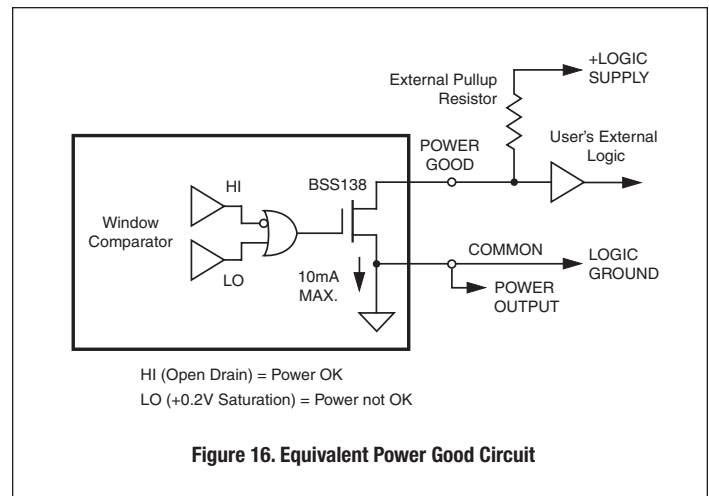 +LOGIC
SUPPLY
External Pullup
Resistor
User's External
Logic
POWER
GOOD
BSS138
HI
Window
Comparator
LO
10mA
MAX.
COMMON
LOGIC
GROUND
POWER
OUTPUT
HI (Open Drain) = Power OK
LO (+0.2V Saturation) = Power not OK
Figure 16. Equivalent Power Good Circuit